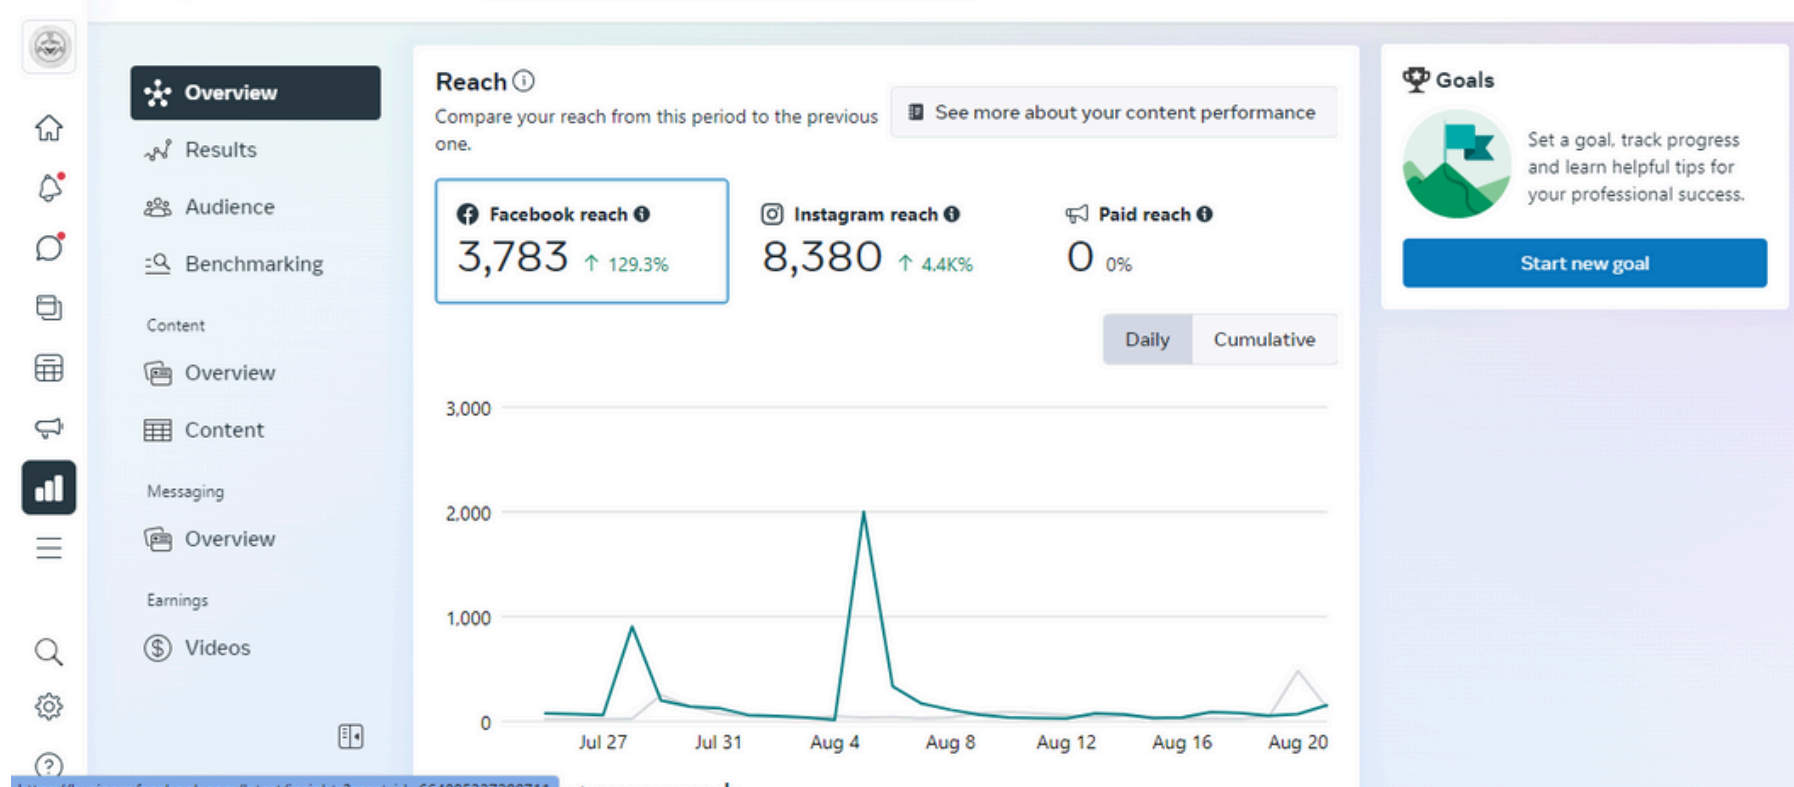 Overview
Results
Audience
Benchmarking
Content
Overview
Content
Messaging
Overview
Earnings
Videos
Reach
Compare your reach from this period to the previous
one.
See more about your content performance
Facebook reach
3,783 ↑ 129.3%
Instagram reach
8,380 ↑ 4.4K%
Paid reach
0 0%
Daily
Cumulative
3,000
2,000
1,000
0
Jul 27
Jul 31
Aug 4
Aug 8
Aug 12
Aug 16
Aug 20
Goals
Set a goal, track progress
and learn helpful tips for
your professional success.
Start new goal